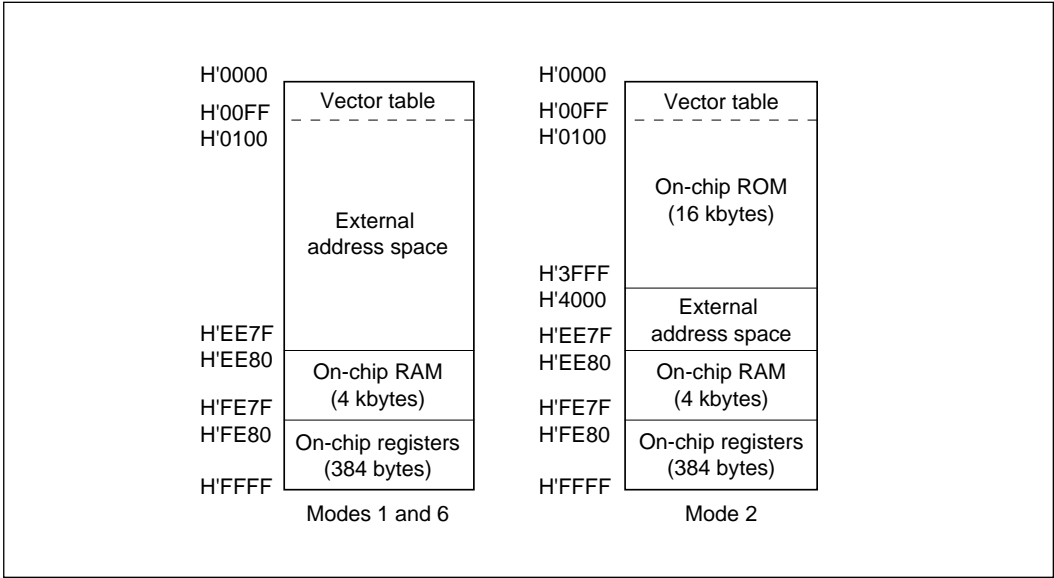 H'0000
Vector table
H'00FF
H'0100
External
address space
H'EE7F
H'EE80
On-chip RAM
(4 kbytes)
H'FE7F
H'FE80
On-chip registers
(384 bytes)
H'FFFF
Modes 1 and 6
H'0000
Vector table
H'00FF
H'0100
On-chip ROM
(16 kbytes)
H'3FFF
H'4000
External
address space
H'EE7F
H'EE80
On-chip RAM
(4 kbytes)
H'FE7F
H'FE80
On-chip registers
(384 bytes)
H'FFFF
Mode 2